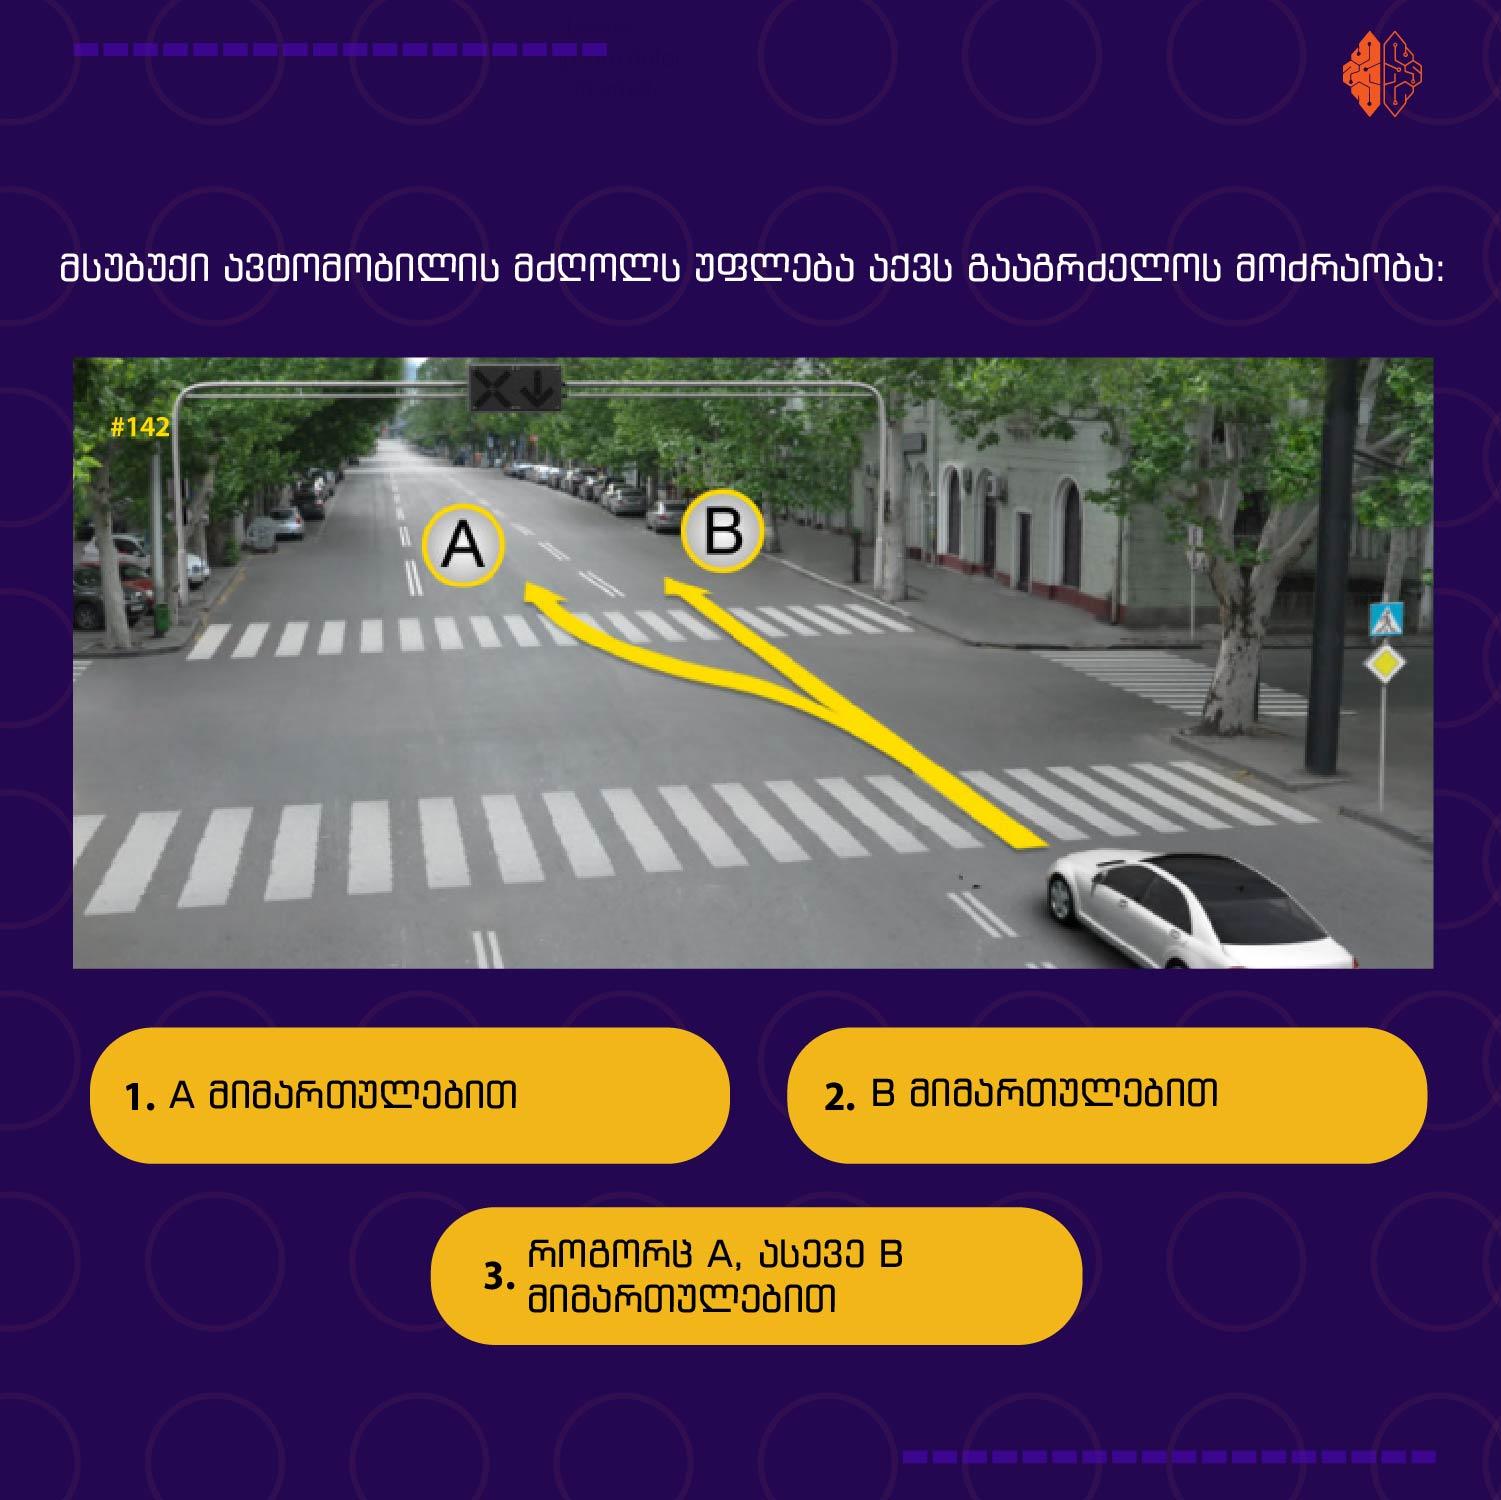 მსუბუქი ავტომობილის მძღოლს უფლება აქვს გააგრძელოს მოძრაობა:
#142
A
B
1. A მიმართულებით
2. B მიმართულებით
3. როგორც A, ასევე B
მიმართულებით